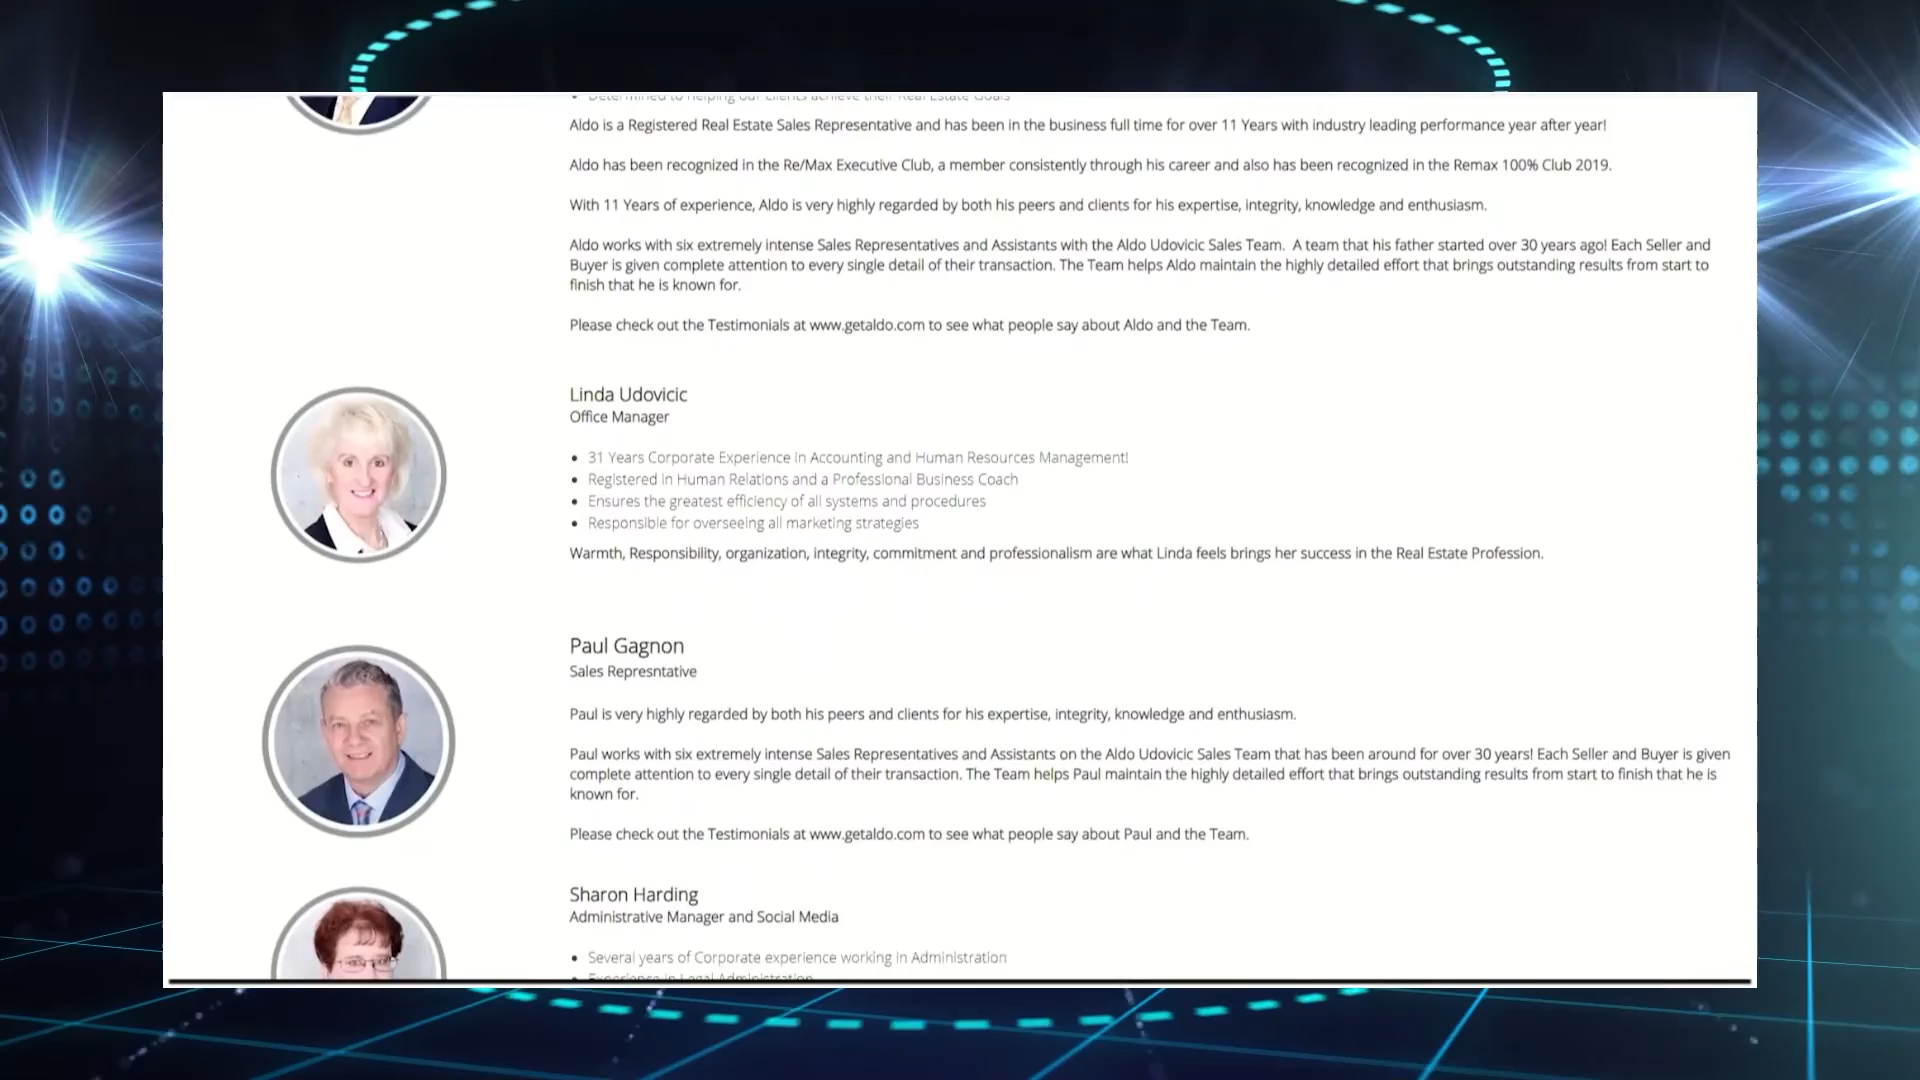 Determined to helping our clients achieve their Real Estate Goals
Aldo is a Registered Real Estate Sales Representative and has been in the business full time for over 11 Years with industry leading performance year after year!
Aldo has been recognized in the Re/Max Executive Club, a member consistently through his career and also has been recognized in the Remax 100% Club 2019.
With 11 Years of experience, Aldo is very highly regarded by both his peers and clients for his expertise, integrity, knowledge and enthusiasm.
Aldo works with six extremely intense Sales Representatives and Assistants with the Aldo Udovicic Sales Team. A team that his father started over 30 years ago! Each Seller and
Buyer is given complete attention to every single detail of their transaction. The Team helps Aldo maintain the highly detailed effort that brings outstanding results from start to
finish that he is known for.
Please check out the Testimonials at www.getaldo.com to see what people say about Aldo and the Team.
Linda Udovicic
Office Manager
• 31 Years Corporate Experience in Accounting and Human Resources Management!
• Registered in Human Relations and a Professional Business Coach
• Ensures the greatest efficiency of all systems and procedures
• Responsible for overseeing all marketing strategies
Warmth, Responsibility, organization, integrity, commitment and professionalism are what Linda feels brings her success in the Real Estate Profession.
Paul Gagnon
Sales Represntative
Paul is very highly regarded by both his peers and clients for his expertise, integrity, knowledge and enthusiasm.
Paul works with six extremely intense Sales Representatives and Assistants on the Aldo Udovicic Sales Team that has been around for over 30 years! Each Seller and Buyer is given
complete attention to every single detail of their transaction. The Team helps Paul maintain the highly detailed effort that brings outstanding results from start to finish that he is
known for.
Please check out the Testimonials at www.getaldo.com to see what people say about Paul and the Team.
Sharon Harding
Administrative Manager and Social Media
• Several years of Corporate experience working in Administration
• Experience in Legal Administration